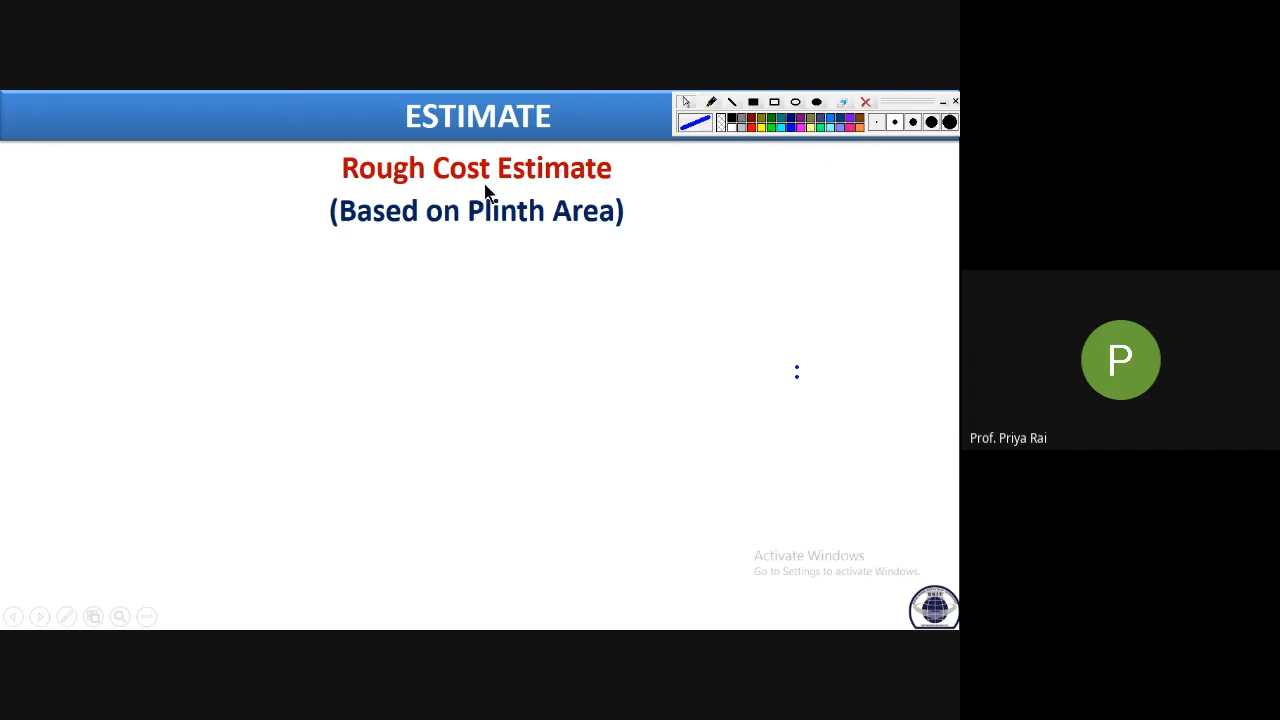 ESTIMATE
Rough Cost Estimate
(Based on Plinth Area)
:
P
Prof. Priya Rai
Activate Windows
Go to Settings to activate Windows.